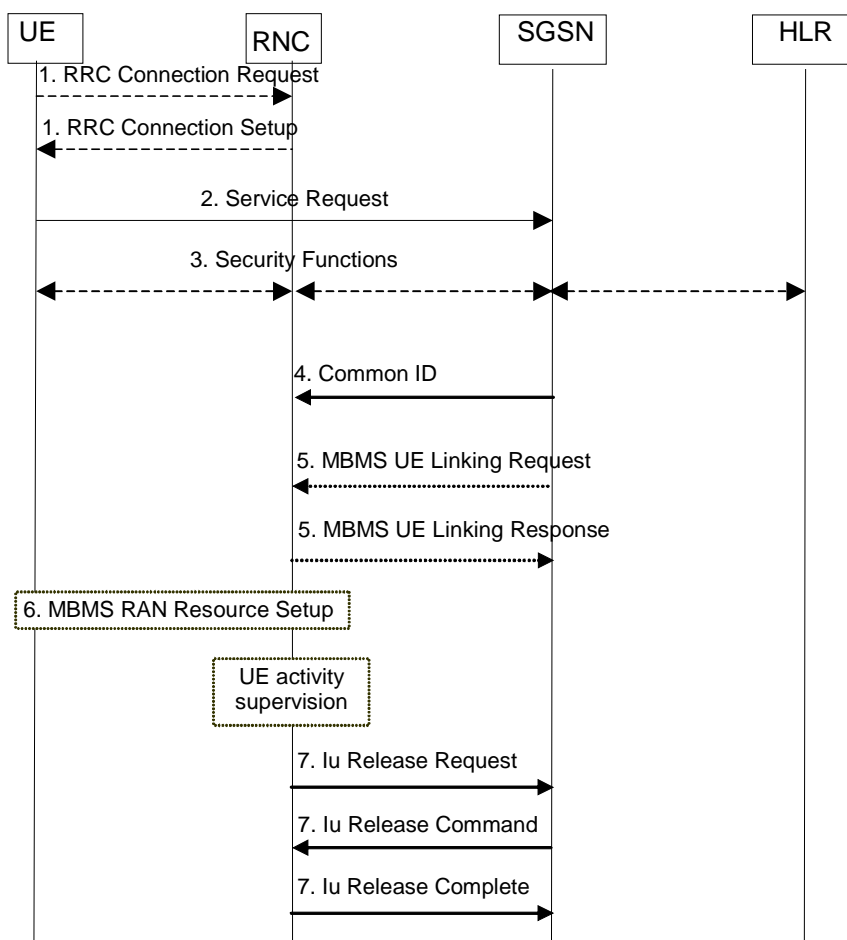 UE
RNC
SGSN
HLR
1. RRC Connection Request
1. RRC Connection Setup
2. Service Request
3. Security Functions
4. Common ID
5. MBMS UE Linking Request
5. MBMS UE Linking Response
6. MBMS RAN Resource Setup
UE activity
supervision
7. Iu Release Request
7. Iu Release Command
7. Iu Release Complete